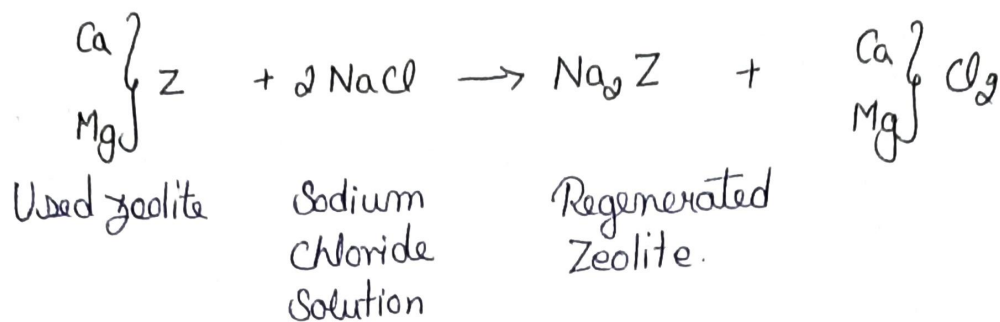 Ca } Z + 2 NaCl → Na₂ Z + Ca } Cl₂
Mg Mg
Used zeolite Sodium Regenerated
Chloride Zeolite.
Solution